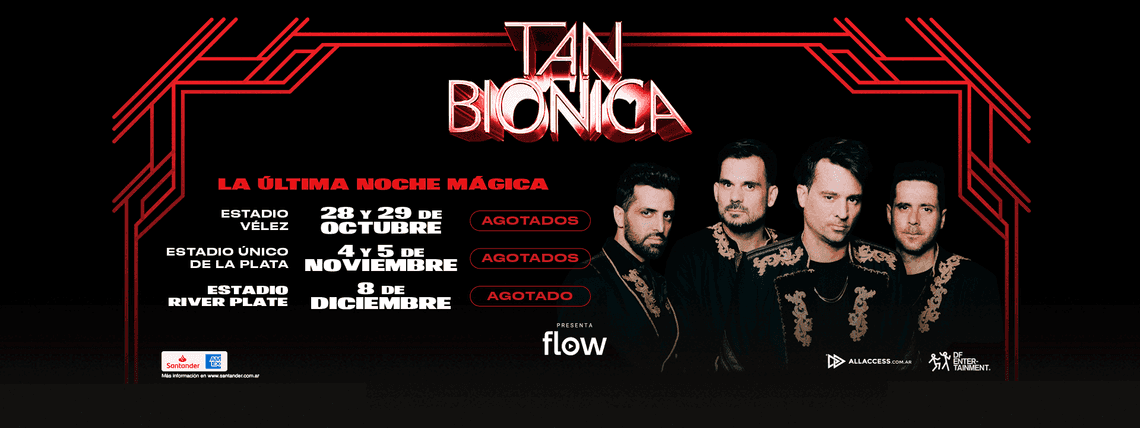 TAN
BIÓNICA
LA ÚLTIMA NOCHE MÁGICA
ESTADIO
VÉLEZ
28 Y 29 DE
OCTUBRE
AGOTADOS
ESTADIO ÚNICO
DE LA PLATA
4 Y 5 DE
NOVIEMBRE
AGOTADOS
ESTADIO
RIVER PLATE
8 DE
DICIEMBRE
AGOTADO
PRESENTA
flow
Santander
Más información en www.santander.com.ar
ALLACCESS.COM.AR
DF
ENTER-
TAINMENT.